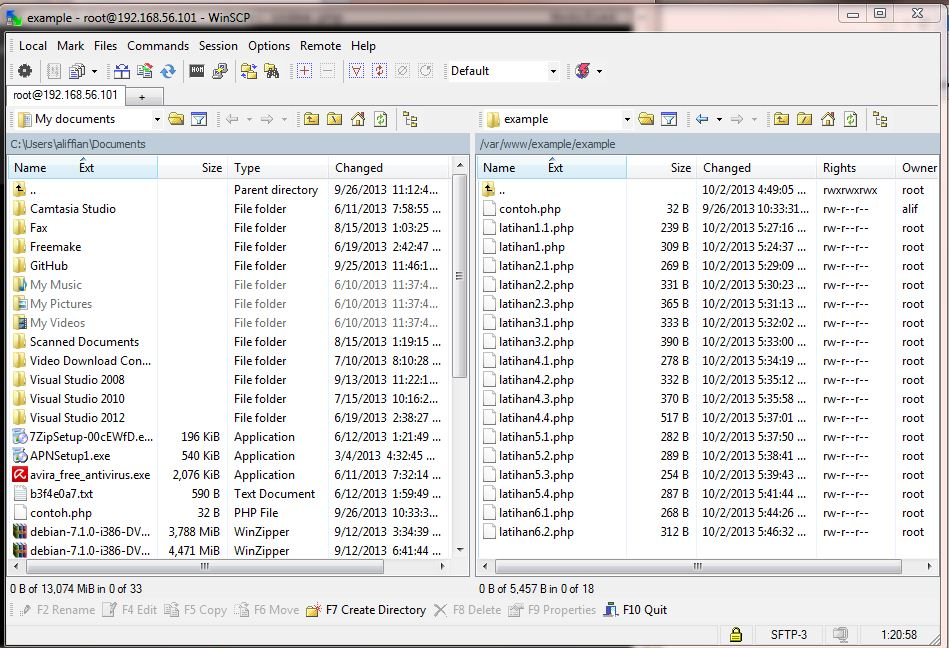 example - root@192.168.56.101 - WinSCP
Local Mark Files Commands Session Options Remote Help
Default
root@192.168.56.101 +
My documents
C:\Users\aliffian\Documents
Name Ext Size Type Changed
.. Parent directory 9/26/2013 11:12:4...
Camtasia Studio File folder 6/11/2013 7:58:55 ...
Fax File folder 8/15/2013 1:03:25 ...
Freemake File folder 6/19/2013 2:42:47 ...
GitHub File folder 9/25/2013 11:46:1...
My Music File folder 6/10/2013 11:37:4...
My Pictures File folder 6/10/2013 11:37:4...
My Videos File folder 6/10/2013 11:37:4...
Scanned Documents File folder 8/15/2013 1:19:15 ...
Video Download Con... File folder 7/10/2013 8:10:28 ...
Visual Studio 2008 File folder 9/13/2013 11:22:1...
Visual Studio 2010 File folder 7/15/2013 10:16:2...
Visual Studio 2012 File folder 6/19/2013 2:38:27 ...
7ZipSetup-00cEWfD.e... 196 KiB Application 6/12/2013 1:21:49 ...
APNSetup1.exe 540 KiB Application 3/4/2013 4:32:45 ...
avira_free_antivirus.exe 2,076 KiB Application 6/11/2013 7:32:14 ...
b3f4e0a7.txt 590 B Text Document 6/12/2013 1:59:49 ...
contoh.php 32 B PHP File 9/26/2013 10:33:3...
debian-7.1.0-i386-DV... 3,788 MiB WinZipper 9/12/2013 3:34:39 ...
debian-7.1.0-i386-DV... 4,471 MiB WinZipper 9/12/2013 6:41:44 ...
0 B of 13,074 MiB in 0 of 33
example
/var/www/example/example
Name Ext Size Changed Rights Owner
.. 10/2/2013 4:49:05 ... rwxrwxrwx root
contoh.php 32 B 9/26/2013 10:33:31... rw-r--r-- alif
latihan1.1.php 239 B 10/2/2013 5:27:16 ... rw-r--r-- root
latihan1.php 309 B 10/2/2013 5:24:37 ... rw-r--r-- root
latihan2.1.php 269 B 10/2/2013 5:29:09 ... rw-r--r-- root
latihan2.2.php 331 B 10/2/2013 5:30:23 ... rw-r--r-- root
latihan2.3.php 365 B 10/2/2013 5:31:13 ... rw-r--r-- root
latihan3.1.php 333 B 10/2/2013 5:32:02 ... rw-r--r-- root
latihan3.2.php 390 B 10/2/2013 5:33:00 ... rw-r--r-- root
latihan4.1.php 278 B 10/2/2013 5:34:19 ... rw-r--r-- root
latihan4.2.php 332 B 10/2/2013 5:35:12 ... rw-r--r-- root
latihan4.3.php 370 B 10/2/2013 5:35:58 ... rw-r--r-- root
latihan4.4.php 517 B 10/2/2013 5:37:01 ... rw-r--r-- root
latihan5.1.php 282 B 10/2/2013 5:37:50 ... rw-r--r-- root
latihan5.2.php 289 B 10/2/2013 5:38:41 ... rw-r--r-- root
latihan5.3.php 254 B 10/2/2013 5:39:43 ... rw-r--r-- root
latihan5.4.php 287 B 10/2/2013 5:41:44 ... rw-r--r-- root
latihan6.1.php 268 B 10/2/2013 5:44:26 ... rw-r--r-- root
latihan6.2.php 312 B 10/2/2013 5:46:32 ... rw-r--r-- root
0 B of 5,457 B in 0 of 18
F2 Rename F4 Edit F5 Copy F6 Move F7 Create Directory F8 Delete F9 Properties F10 Quit
SFTP-3 1:20:58